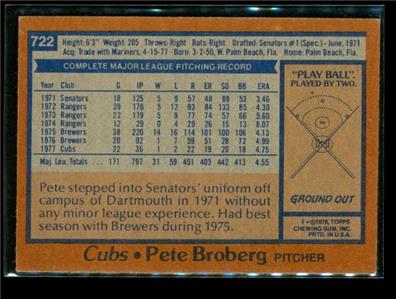 722
Height: 6'3" Weight: 205 Throws: Right Bats: Right Drafted: Senators #1 (Spec.) - June, 1971
Acq: Trade with Mariners, 4-15-77 Born: 3-2-50, W. Palm Beach, Fla. Home: Palm Beach, Fla.
COMPLETE MAJOR LEAGUE PITCHING RECORD
Year Club G IP W L R ER SO BB ERA
1971 Senators 18 125 5 9 57 48 89 53 3.46
1972 Rangers 39 176 5 12 93 84 133 85 4.30
1973 Rangers 22 119 5 9 77 74 57 66 5.60
1974 Rangers 12 29 0 4 29 26 15 13 8.07
1975 Brewers 38 220 14 16 114 101 100 106 4.13
1976 Brewers 20 92 1 7 59 51 28 72 4.99
1977 Cubs 22 36 1 2 22 19 20 18 4.75
Maj. Lea. Totals 171 797 31 59 451 403 442 413 4.55
"PLAY BALL"
PLAYED BY TWO.
GROUND OUT
Pete stepped into Senators' uniform off
campus of Dartmouth in 1971 without
any minor league experience. Had best
season with Brewers during 1975.
© 1978, TOPPS
CHEWING GUM, INC.
PRTD. IN U.S.A.
Cubs • Pete Broberg PITCHER